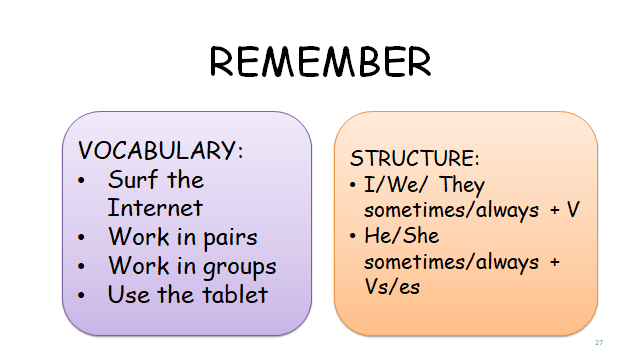 REMEMBER
VOCABULARY:
• Surf the
Internet
• Work in pairs
• Work in groups
• Use the tablet
STRUCTURE:
• I/We/ They
sometimes/always + V
• He/She
sometimes/always +
Vs/es
27